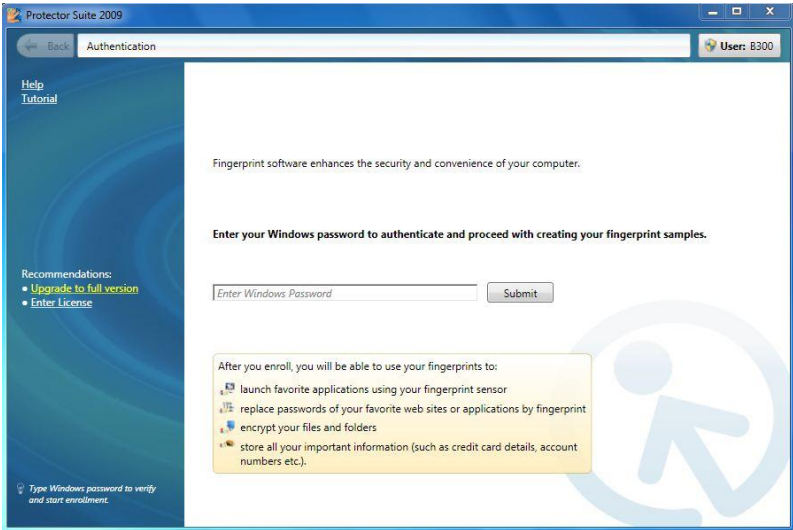 Protector Suite 2009
Back
Authentication
User: B300
Help
Tutorial
Fingerprint software enhances the security and convenience of your computer.
Enter your Windows password to authenticate and proceed with creating your fingerprint samples.
Recommendations:
• Upgrade to full version
• Enter License
Enter Windows Password
Submit
After you enroll, you will be able to use your fingerprints to:
launch favorite applications using your fingerprint sensor
replace passwords of your favorite web sites or applications by fingerprint
encrypt your files and folders
store all your important information (such as credit card details, account
numbers etc.).
Type Windows password to verify
and start enrollment.